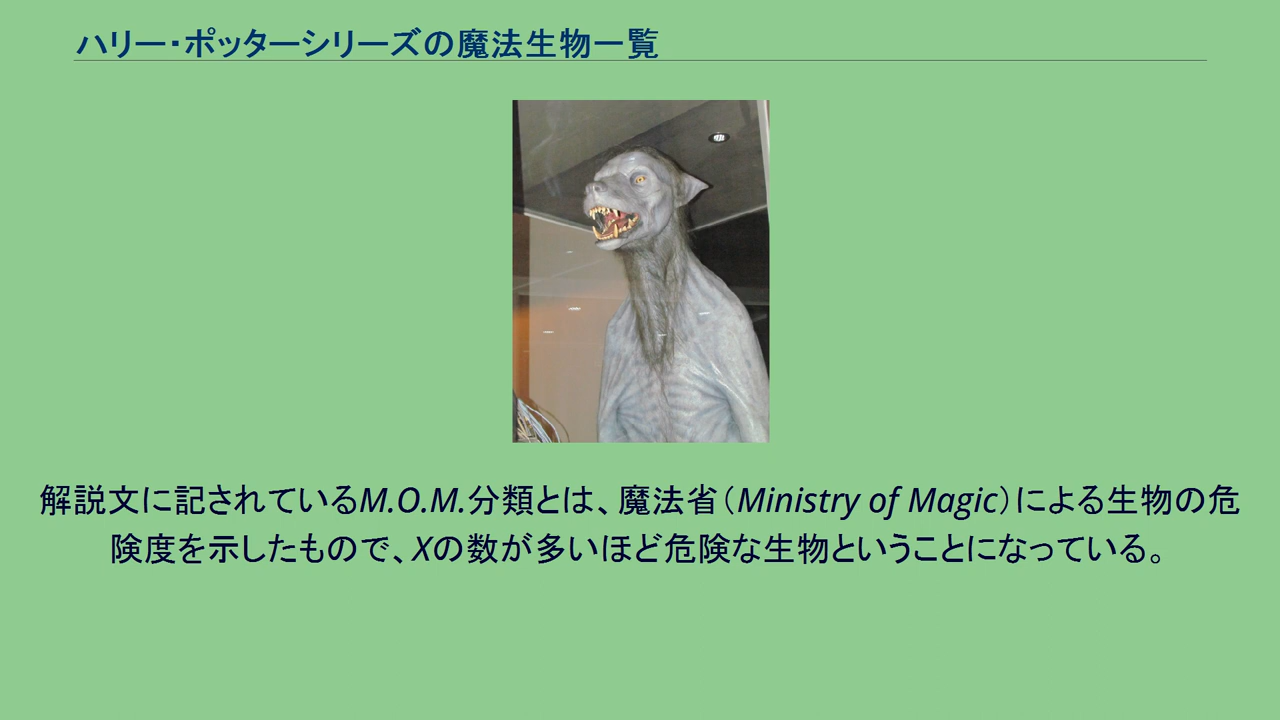 ハリー・ポッターシリーズの魔法生物一覧
解説文に記されているM.O.M.分類とは、魔法省（Ministry of Magic）による生物の危
険度を示したもので、Xの数が多いほど危険な生物ということになっている。